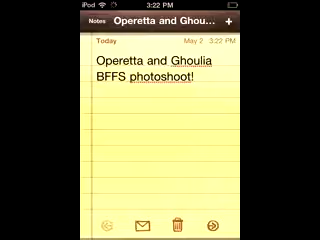 iPod 3:22 PM
Notes Operetta and Ghou... +
Today May 2 3:22 PM
Operetta and Ghoulia
BFFS photoshoot!